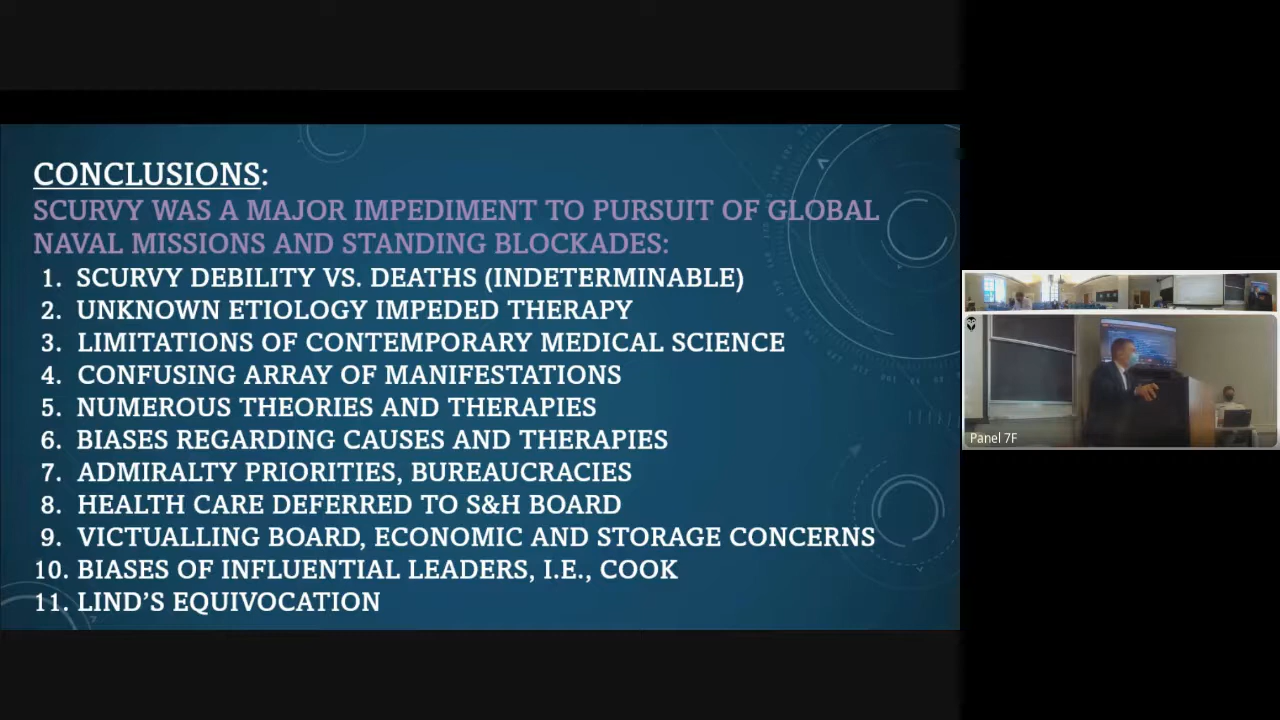 CONCLUSIONS:
SCURVY WAS A MAJOR IMPEDIMENT TO PURSUIT OF GLOBAL
NAVAL MISSIONS AND STANDING BLOCKADES:
1. SCURVY DEBILITY VS. DEATHS (INDETERMINABLE)
2. UNKNOWN ETIOLOGY IMPEDED THERAPY
3. LIMITATIONS OF CONTEMPORARY MEDICAL SCIENCE
4. CONFUSING ARRAY OF MANIFESTATIONS
5. NUMEROUS THEORIES AND THERAPIES
6. BIASES REGARDING CAUSES AND THERAPIES
7. ADMIRALTY PRIORITIES, BUREAUCRACIES
8. HEALTH CARE DEFERRED TO S&H BOARD
9. VICTUALLING BOARD, ECONOMIC AND STORAGE CONCERNS
10. BIASES OF INFLUENTIAL LEADERS, I.E., COOK
11. LIND'S EQUIVOCATION
Panel 7F